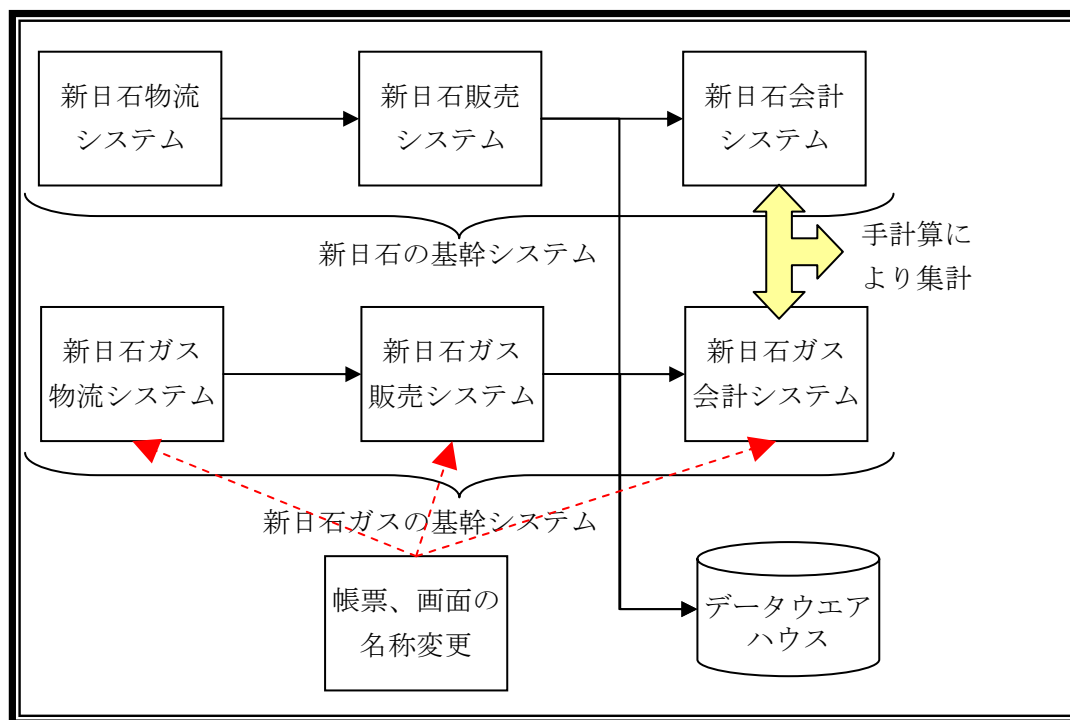 新日石物流
システム
新日石販売
システム
新日石会計
システム
手計算に
より集計
新日石の基幹システム
新日石ガス
物流システム
新日石ガス
販売システム
新日石ガス
会計システム
新日石ガスの基幹システム
帳票、画面の
名称変更
データウエア
ハウス